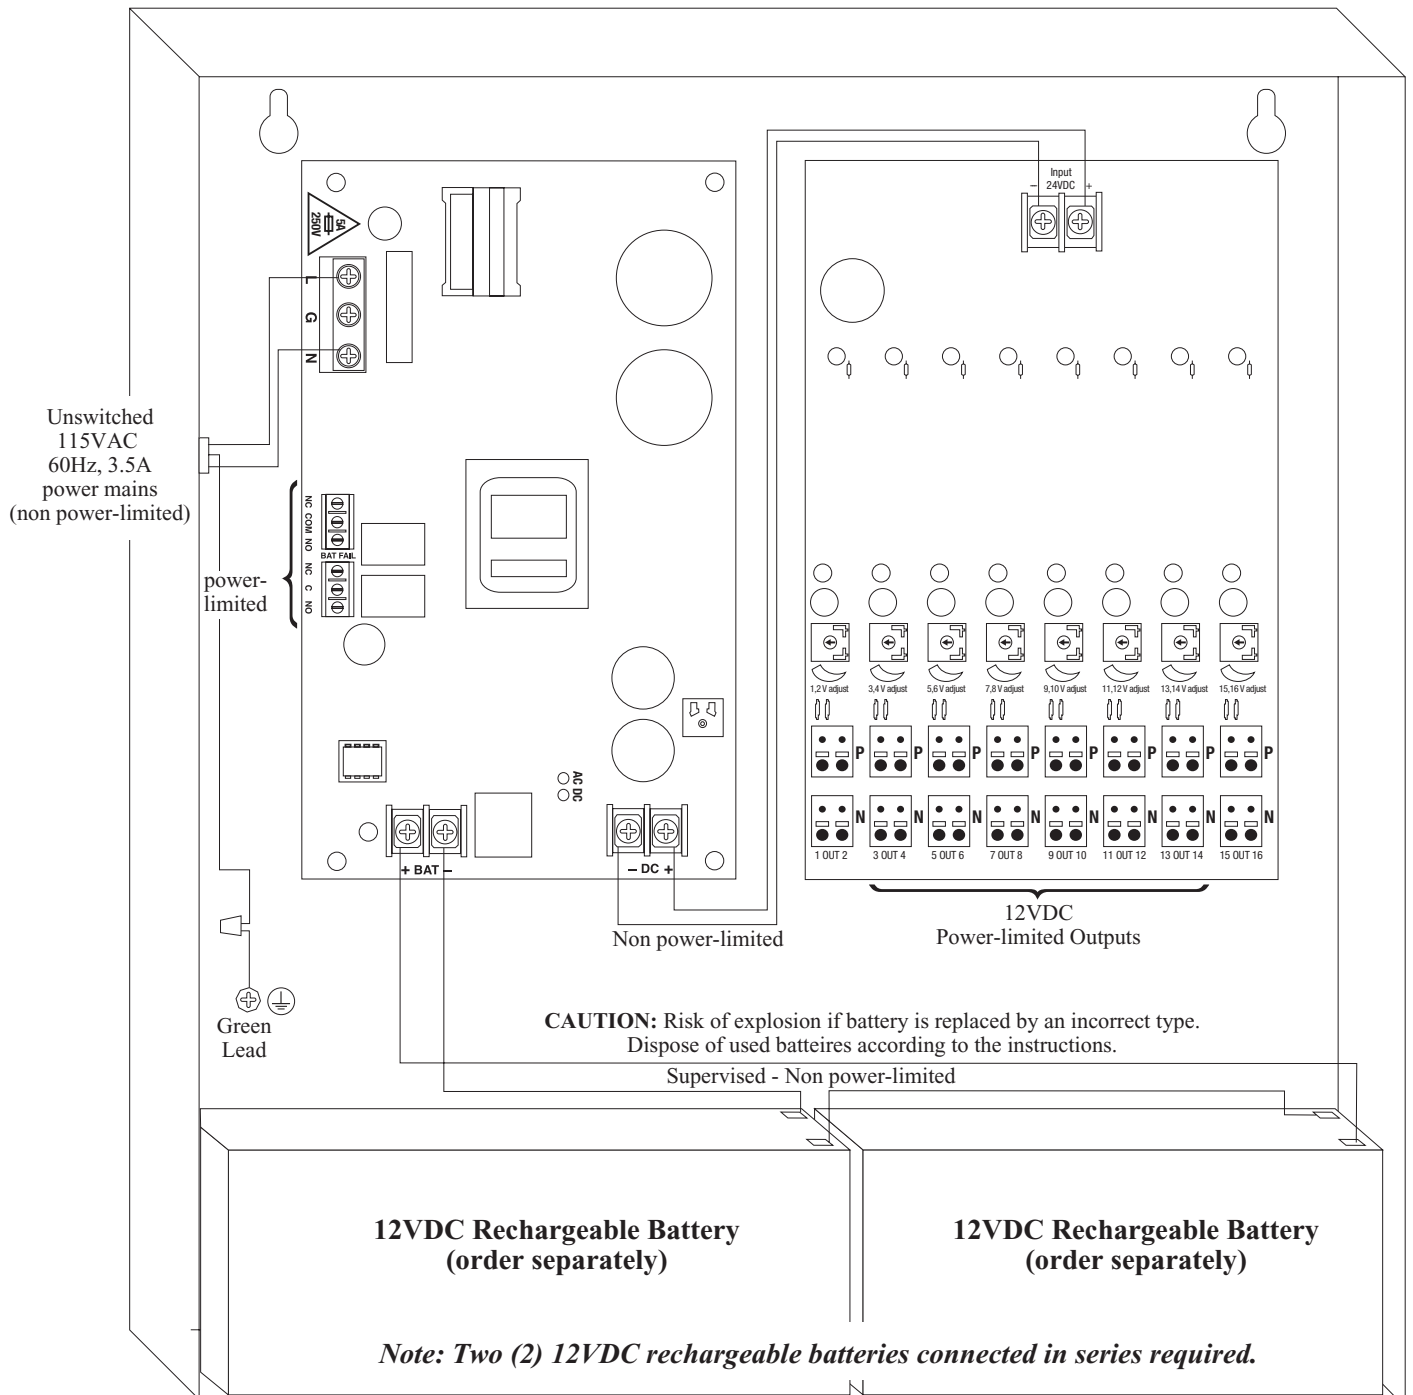 Input
− 24VDC +
5A
250V
L
G
N
Unswitched
115VAC
60Hz, 3.5A
power mains
(non power-limited)
NC COM NO
BAT FAIL
NC C NO
power-
limited
1,2 V adjust 3,4 V adjust 5,6 V adjust 7,8 V adjust 9,10 V adjust 11,12 V adjust 13,14 V adjust 15,16 V adjust
P P P P P P P P
AC DC
N N N N N N N N
1 OUT 2 3 OUT 4 5 OUT 6 7 OUT 8 9 OUT 10 11 OUT 12 13 OUT 14 15 OUT 16
+ BAT −
− DC +
Non power-limited
12VDC
Power-limited Outputs
Green
Lead
CAUTION: Risk of explosion if battery is replaced by an incorrect type.
Dispose of used batteires according to the instructions.
Supervised - Non power-limited
12VDC Rechargeable Battery
(order separately)
12VDC Rechargeable Battery
(order separately)
Note: Two (2) 12VDC rechargeable batteries connected in series required.